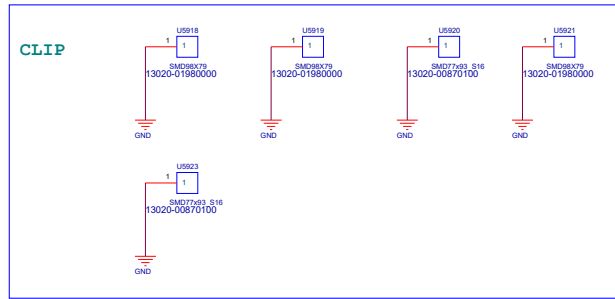 CLIP
U5918
1
1
SMD98X79
13020-01980000
GND
U5919
1
1
SMD98X79
13020-01980000
GND
U5920
1
1
SMD77x93_S16
13020-00870100
GND
U5921
1
1
SMD98X79
13020-01980000
GND
U5923
1
1
SMD77x93_S16
13020-00870100
GND